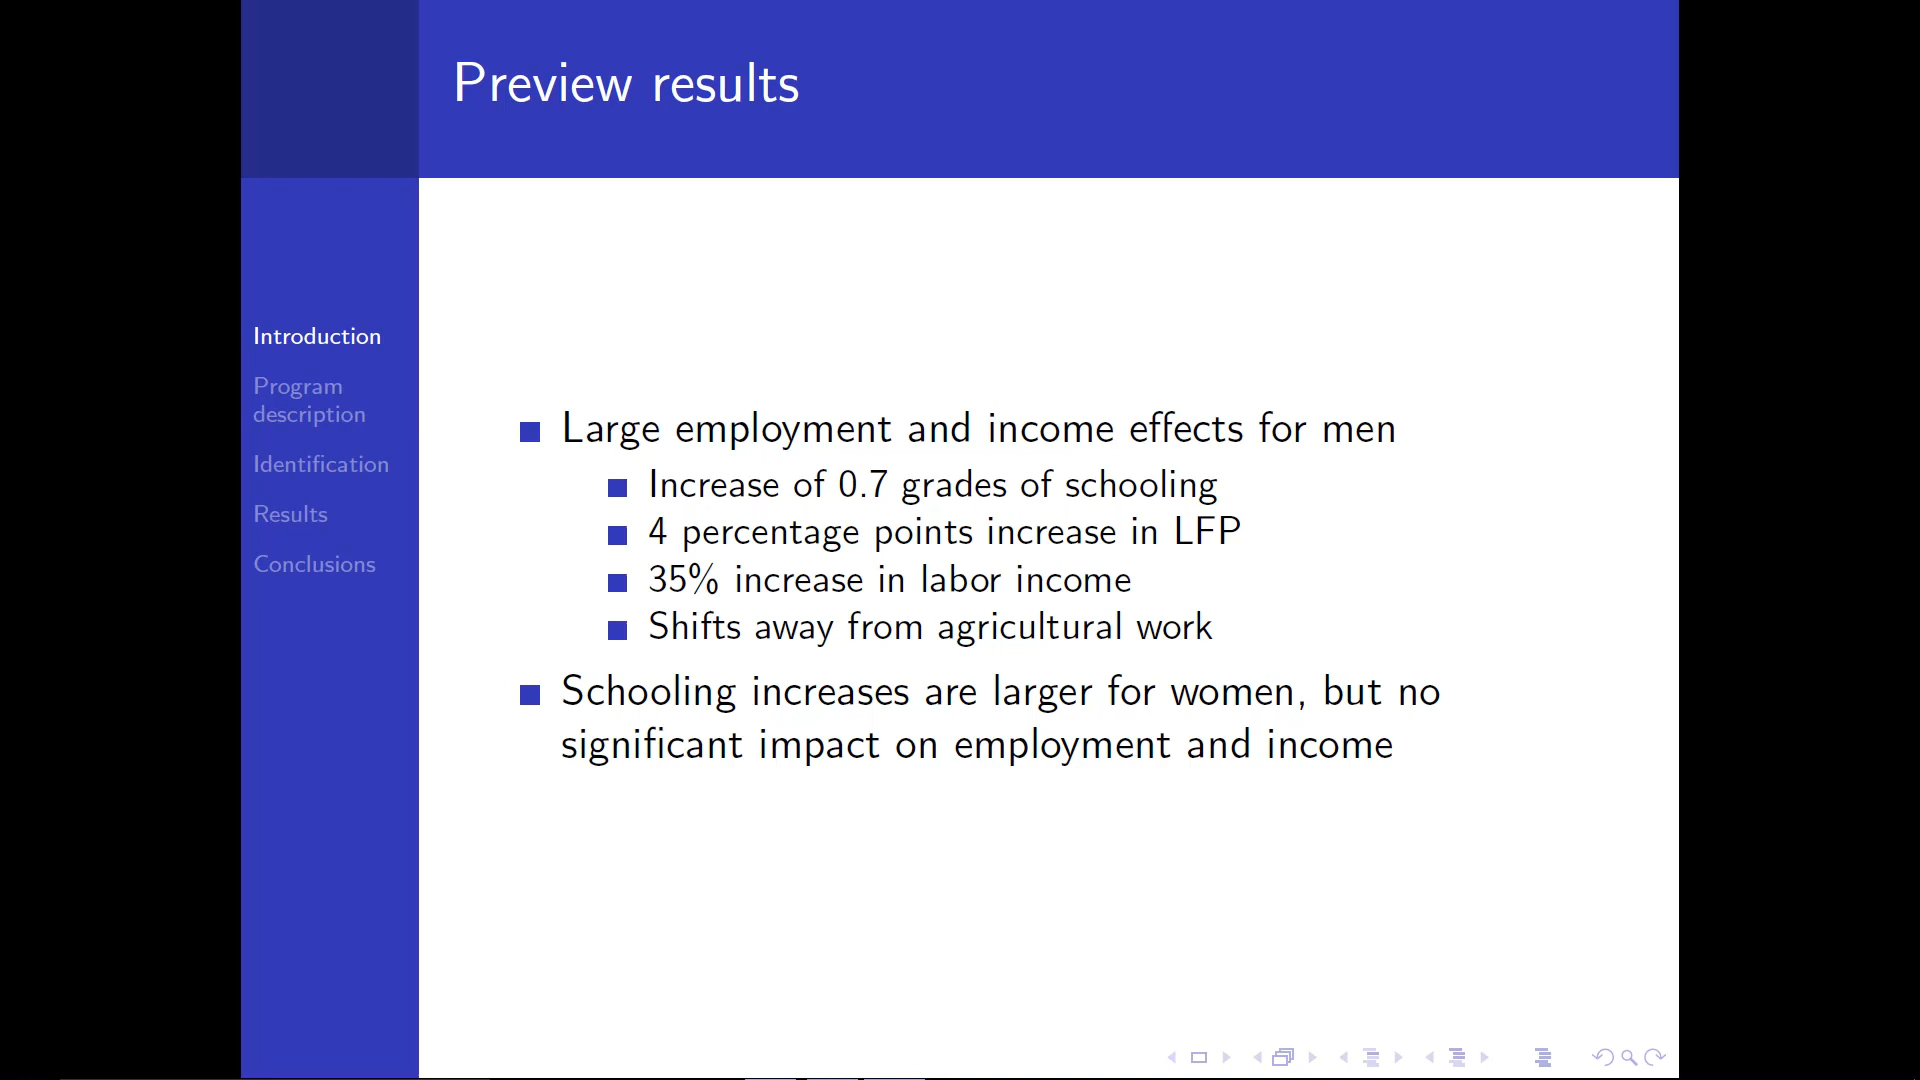 Preview results
Introduction
Program
description
Identification
Results
Conclusions
Large employment and income effects for men
Increase of 0.7 grades of schooling
4 percentage points increase in LFP
35% increase in labor income
Shifts away from agricultural work
Schooling increases are larger for women, but no
significant impact on employment and income